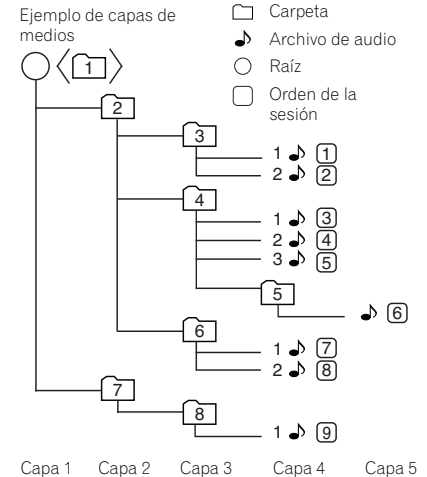 Ejemplo de capas de
medios
Carpeta
Archivo de audio
Raíz
Orden de la
sesión
1
2
3
1 1
2 2
4
1 3
2 4
3 5
5
6
6
1 7
2 8
7
8
1 9
Capa 1 Capa 2 Capa 3 Capa 4 Capa 5